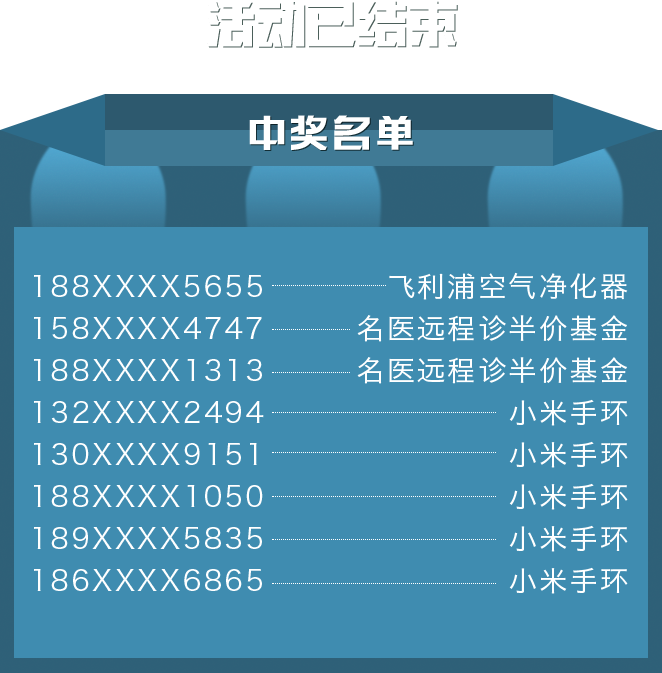 活动已结束
中奖名单
188XXXX5655 飞利浦空气净化器
158XXXX4747 名医远程诊半价基金
188XXXX1313 名医远程诊半价基金
132XXXX2494 小米手环
130XXXX9151 小米手环
188XXXX1050 小米手环
189XXXX5835 小米手环
186XXXX6865 小米手环